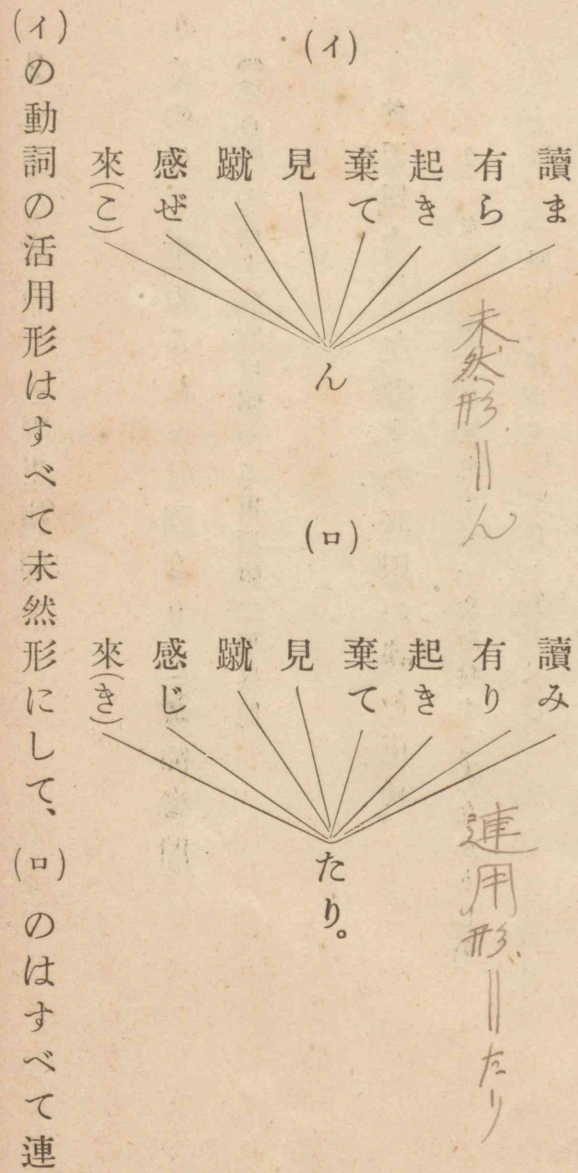 (イ)
讀ま
有ら
起き
棄て
見
蹴
感ぜ
來(こ)
ん
未然形=ん
(ロ)
讀み
有り
起き
棄て
見
蹴
感じ
來(き)
たり。
連用形=たり
(イ)の動詞の活用形はすべて未然形にして、(ロ)のはすべて連